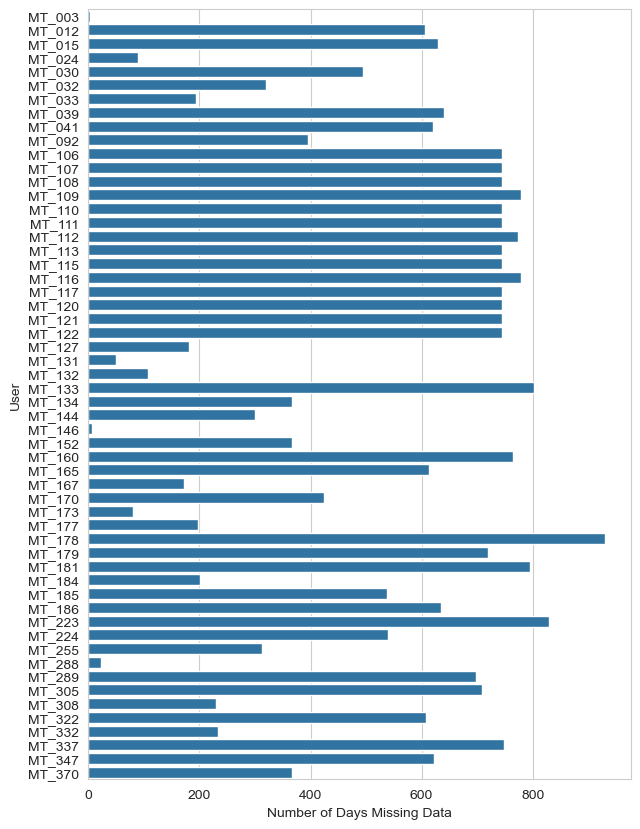 MT_003
MT_012
MT_015
MT_024
MT_030
MT_032
MT_033
MT_039
MT_041
MT_092
MT_106
MT_107
MT_108
MT_109
MT_110
MT_111
MT_112
MT_113
MT_115
MT_116
MT_117
MT_120
MT_121
MT_122
MT_127
MT_131
MT_132
MT_133
MT_134
MT_144
MT_146
MT_152
MT_160
MT_165
MT_167
MT_170
MT_173
MT_177
MT_178
MT_179
MT_181
MT_184
MT_185
MT_186
MT_223
MT_224
MT_255
MT_288
MT_289
MT_305
MT_308
MT_322
MT_332
MT_337
MT_347
MT_370
User
0 200 400 600 800
Number of Days Missing Data